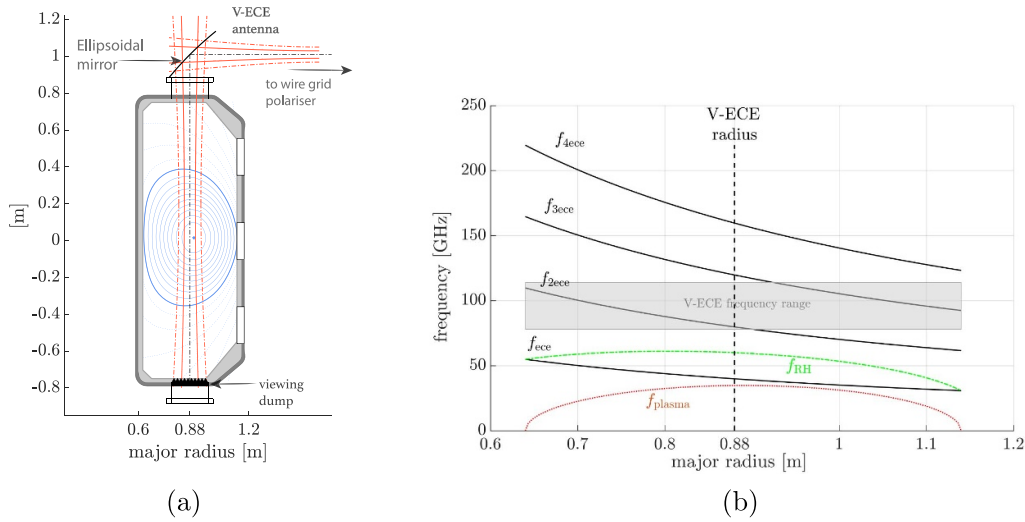 1.2
1
0.8
0.6
0.4
0.2
0
-0.2
-0.4
-0.6
-0.8
[m]
0.6
0.88
1.2
major radius [m]
V-ECE
antenna
Ellipsoidal
mirror
to wire grid
polariser
viewing
dump
(a)
250
200
150
100
50
0
frequency [GHz]
V-ECE
radius
f4ece
f3ece
f2ece
V-ECE frequency range
fece
fRH
fplasma
0.6
0.7
0.8
0.88
1
1.1
1.2
major radius [m]
(b)